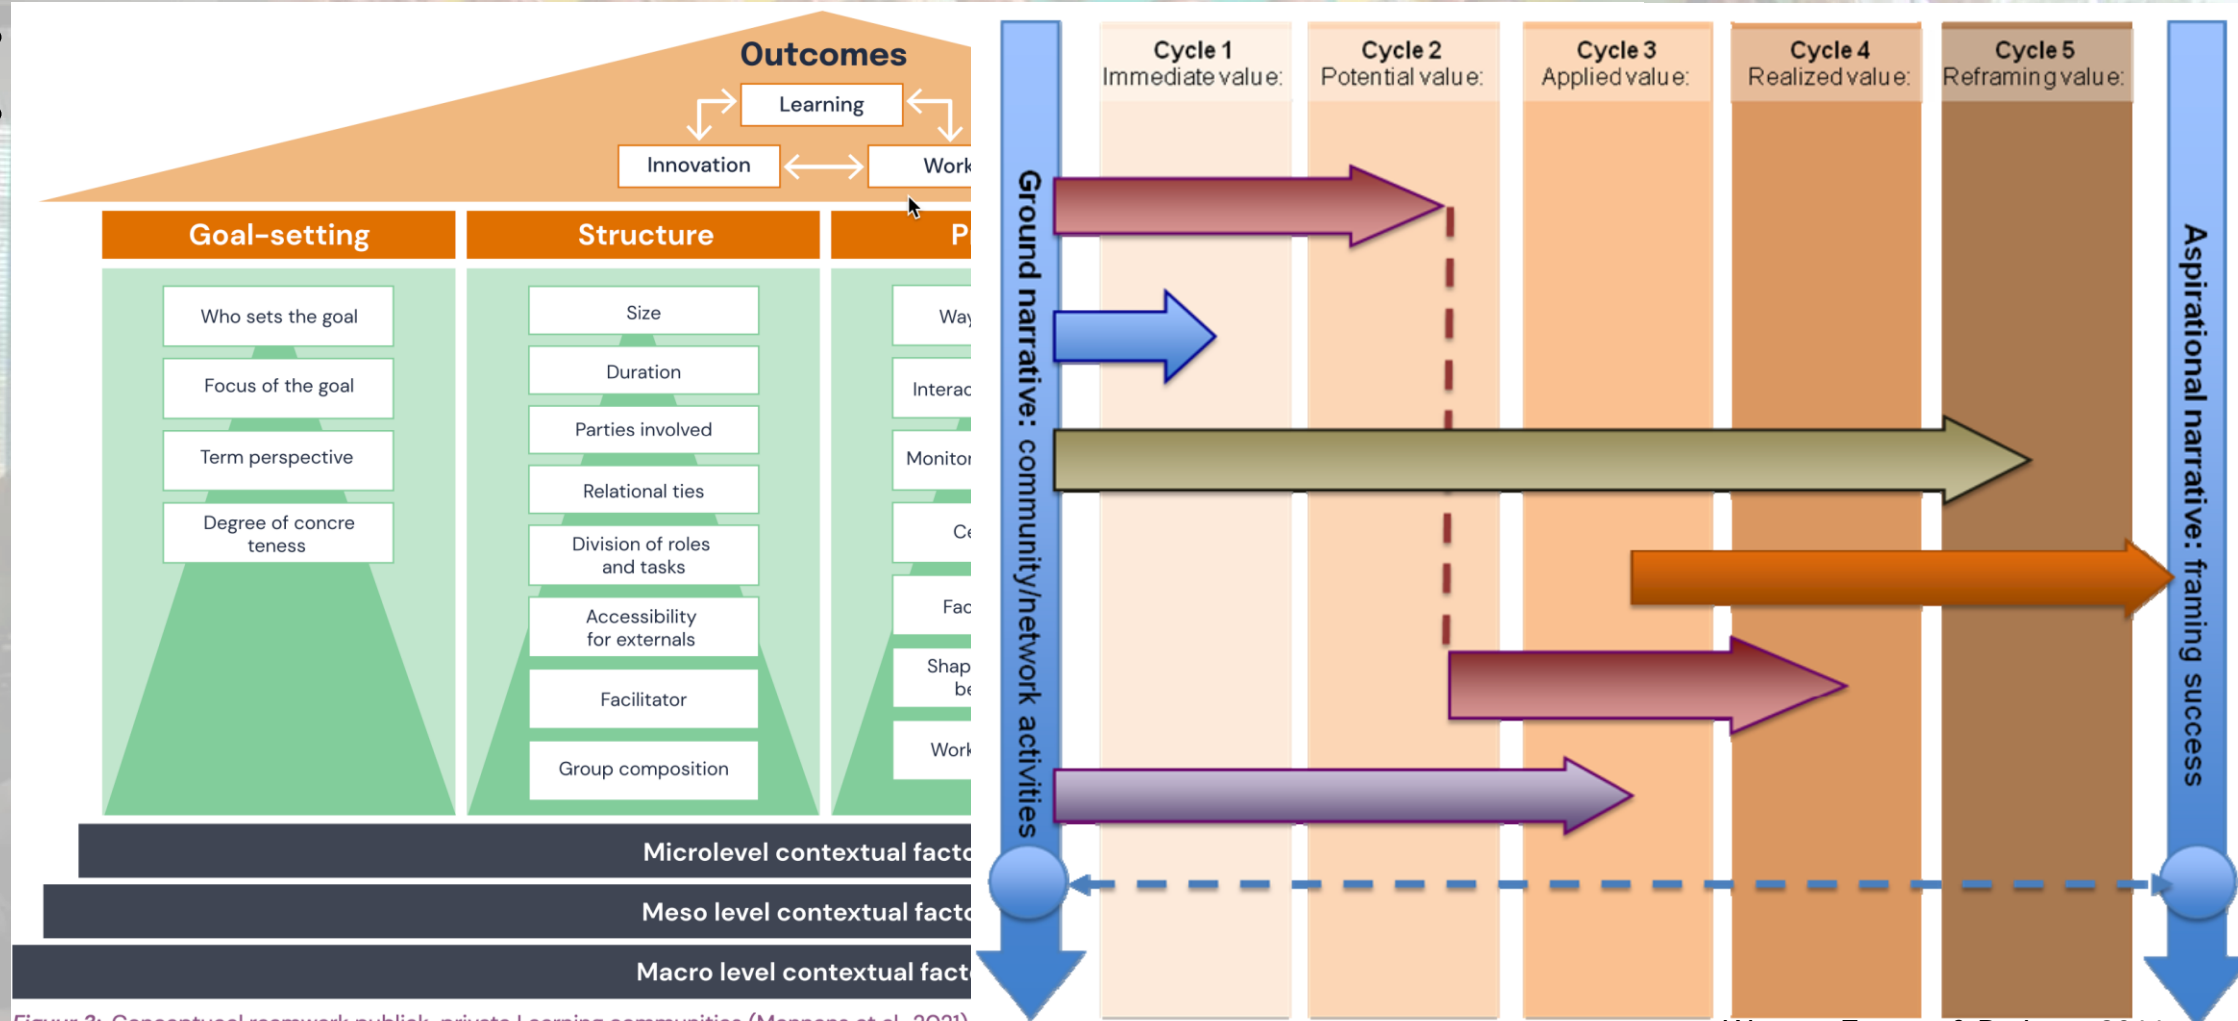 Outcomes
Learning
Innovation
Work
Goal-setting
Structure
Who sets the goal
Focus of the goal
Term perspective
Degree of concre
teness
Size
Duration
Parties involved
Relational ties
Division of roles
and tasks
Accessibility
for externals
Facilitator
Group composition
Way
Interac
Monitor
Ce
Fac
Shap
be
Work
Microlevel contextual facto
Meso level contextual facto
Macro level contextual fact
Ground narrative: community/network activities
Cycle 1
Immediate value:
Cycle 2
Potential value:
Cycle 3
Applied value:
Cycle 4
Realized value:
Cycle 5
Reframing value:
Aspirational narrative: framing success